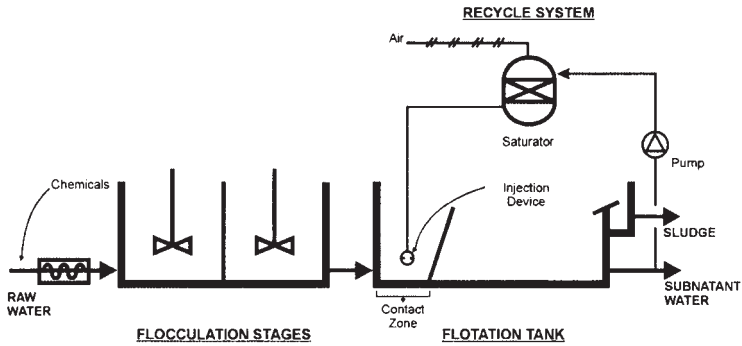 RECYCLE SYSTEM
Air
Saturator
Pump
Chemicals
Injection
Device
SLUDGE
RAW
WATER
SUBNATANT
WATER
Contact
Zone
FLOCCULATION STAGES
FLOTATION TANK